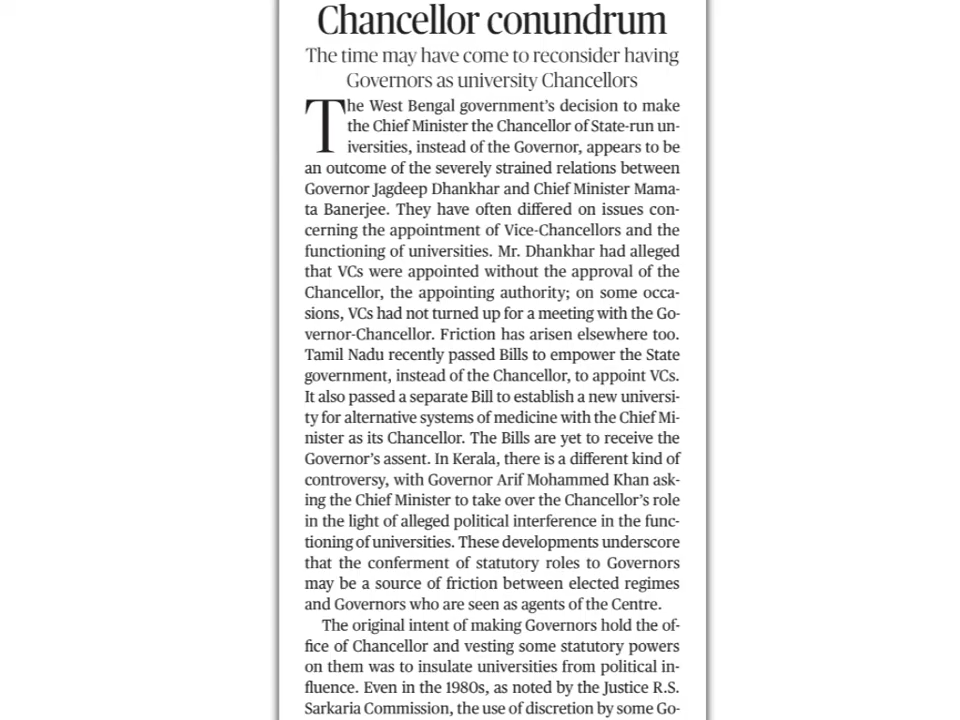 Chancellor conundrum
The time may have come to reconsider having
Governors as university Chancellors
The West Bengal government's decision to make
the Chief Minister the Chancellor of State-run un-
iversities, instead of the Governor, appears to be
an outcome of the severely strained relations between
Governor Jagdeep Dhankhar and Chief Minister Mama-
ta Banerjee. They have often differed on issues con-
cerning the appointment of Vice-Chancellors and the
functioning of universities. Mr. Dhankhar had alleged
that VCs were appointed without the approval of the
Chancellor, the appointing authority; on some occa-
sions, VCs had not turned up for a meeting with the Go-
vernor-Chancellor. Friction has arisen elsewhere too.
Tamil Nadu recently passed Bills to empower the State
government, instead of the Chancellor, to appoint VCs.
It also passed a separate Bill to establish a new universi-
ty for alternative systems of medicine with the Chief Mi-
nister as its Chancellor. The Bills are yet to receive the
Governor's assent. In Kerala, there is a different kind of
controversy, with Governor Arif Mohammed Khan ask-
ing the Chief Minister to take over the Chancellor's role
in the light of alleged political interference in the func-
tioning of universities. These developments underscore
that the conferment of statutory roles to Governors
may be a source of friction between elected regimes
and Governors who are seen as agents of the Centre.
The original intent of making Governors hold the of-
fice of Chancellor and vesting some statutory powers
on them was to insulate universities from political in-
fluence. Even in the 1980s, as noted by the Justice R.S.
Sarkaria Commission, the use of discretion by some Go-